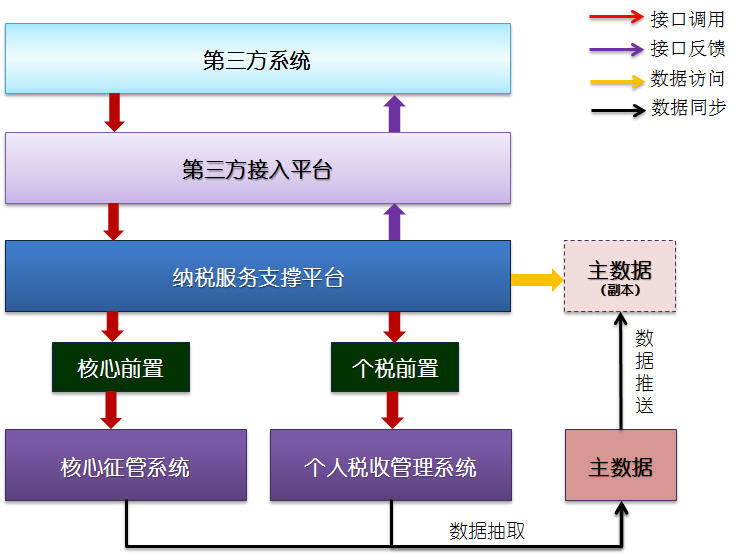 接口调用
接口反馈
数据访问
数据同步
第三方系统
第三方接入平台
纳税服务支撑平台
主数据
（副本）
核心前置
个税前置
数据推送
核心征管系统
个人税收管理系统
主数据
数据抽取